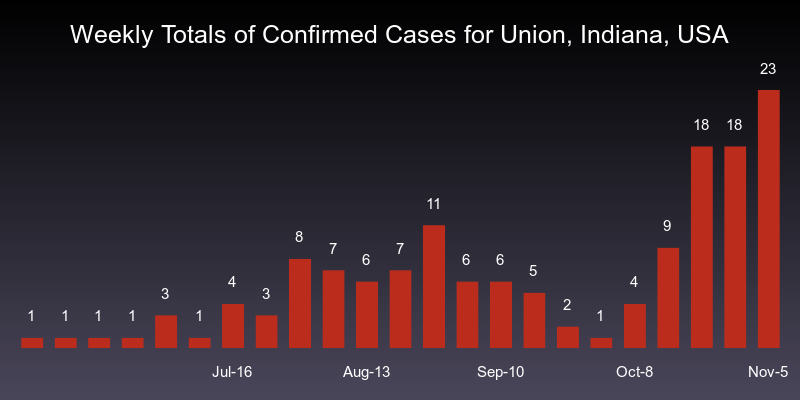 Weekly Totals of Confirmed Cases for Union, Indiana, USA
1 1 1 1 3 1 4 3 8 7 6 7 11 6 6 5 2 1 4 9 18 18 23
Jul-16 Aug-13 Sep-10 Oct-8 Nov-5